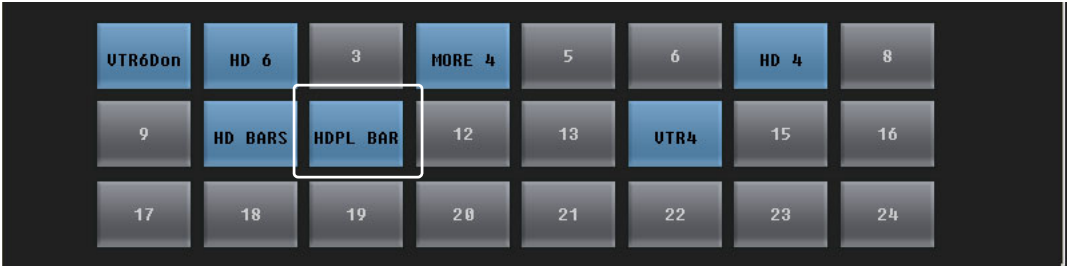 VTR6Don HD 6 3 MORE 4 5 6 HD 4 8
9 HD BARS HDPL BAR 12 13 VTR4 15 16
17 18 19 20 21 22 23 24